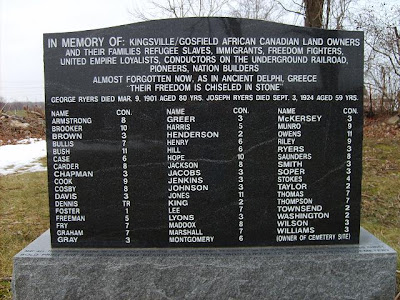 IN MEMORY OF: KINGSVILLE/GOSFIELD AFRICAN CANADIAN LAND OWNERS
AND THEIR FAMILIES REFUGEE SLAVES, IMMIGRANTS, FREEDOM FIGHTERS,
UNITED EMPIRE LOYALISTS, CONDUCTORS ON THE UNDERGROUND RAILROAD,
PIONEERS, NATION BUILDERS
ALMOST FORGOTTEN NOW, AS IN ANCIENT DELPHI, GREECE
"THEIR FREEDOM IS CHISELED IN STONE"
GEORGE RYERS DIED MAR. 9, 1901 AGED 80 YRS. JOSEPH RYERS DIED SEPT. 3, 1924 AGED 59 YRS.
NAME CON.
ARMSTRONG 8
BROOKER 10
BROWN 3
BULLIS 7
BUSH 11
CASE 6
CARDER 8
CHAPMAN 3
COOK 9
COSBY 8
DAVIS 3
DENNIS TR
FOSTER 1
FREEMAN 5
FRY 7
GRAHAM 7
GRAY 3
NAME CON.
GREER 3
HARRIS 5
HENDERSON 2
HENRY 6
HILL 6
HOPE 10
JACKSON 8
JACOBS 3
JENKINS 3
JOHNSON 3
JONES 11
KING 2
LEE 7
LYONS 2
MADDOX 8
MARSHALL 7
MONTGOMERY 6
NAME CON.
McKERSEY 3
MUNRO 9
OWENS 11
RILEY 9
RYERS 3
SAUNDERS 8
SMITH 3
SOPER 3
STOKES 4
TAYLOR 2
THOMAS 7
THOMPSON 7
TOWNSEND 2
WASHINGTON 2
WILSON 3
WILLIAMS 3
(OWNER OF CEMETERY SITE)